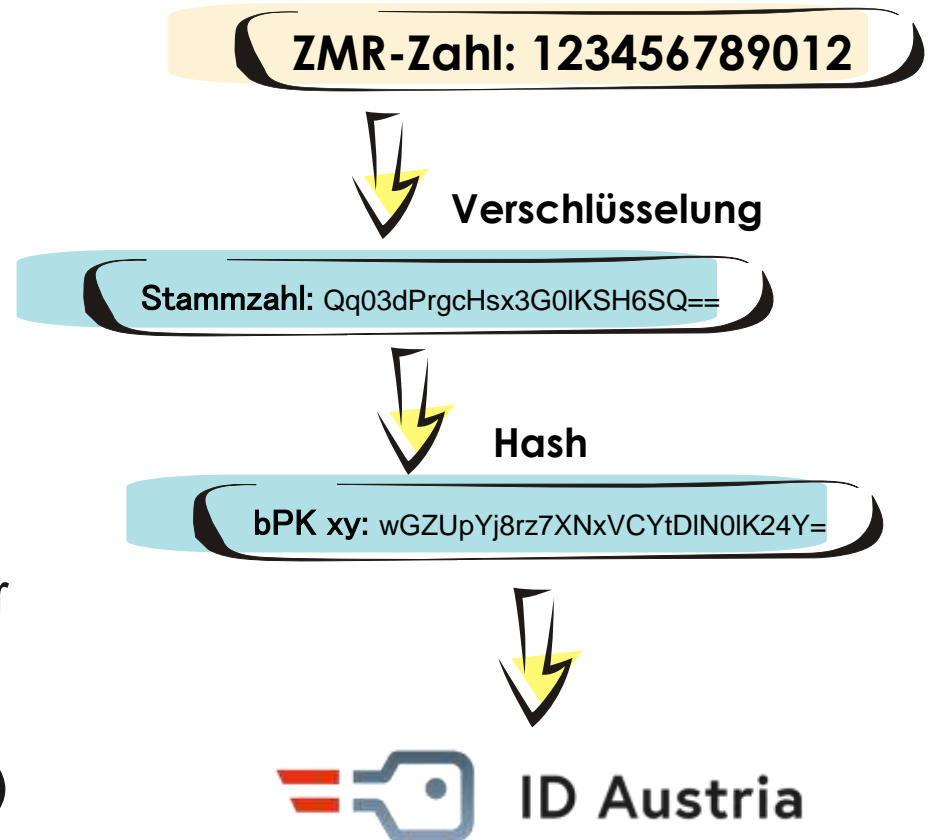 ZMR-Zahl: 123456789012
Verschlüsselung
Stammzahl: Qq03dPrgcHsx3G0lKSH6SQ==
Hash
bPK xy: wGZUpYj8rz7XNxVCYtDlN0lK24Y=
r
)
ID Austria